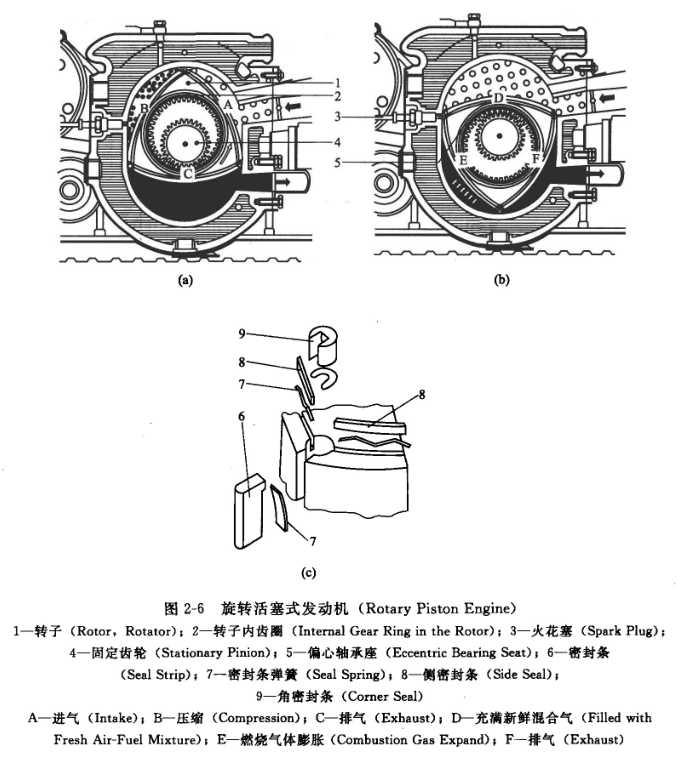 B
A
C
1
2
3
4
5
D
E
F
(a)
(b)
9
8
7
8
6
7
(c)
图 2-6 旋转活塞式发动机（Rotary Piston Engine）
1—转子（Rotor，Rotator）；2—转子内齿圈（Internal Gear Ring in the Rotor）；3—火花塞（Spark Plug）；
4—固定齿轮（Stationary Pinion）；5—偏心轴承座（Eccentric Bearing Seat）；6—密封条
（Seal Strip）；7—密封条弹簧（Seal Spring）；8—侧密封条（Side Seal）；
9—角密封条（Corner Seal）
A—进气（Intake）；B—压缩（Compression）；C—排气（Exhaust）；D—充满新鲜混合气（Filled with
Fresh Air-Fuel Mixture）；E—燃烧气体膨胀（Combustion Gas Expand）；F—排气（Exhaust）